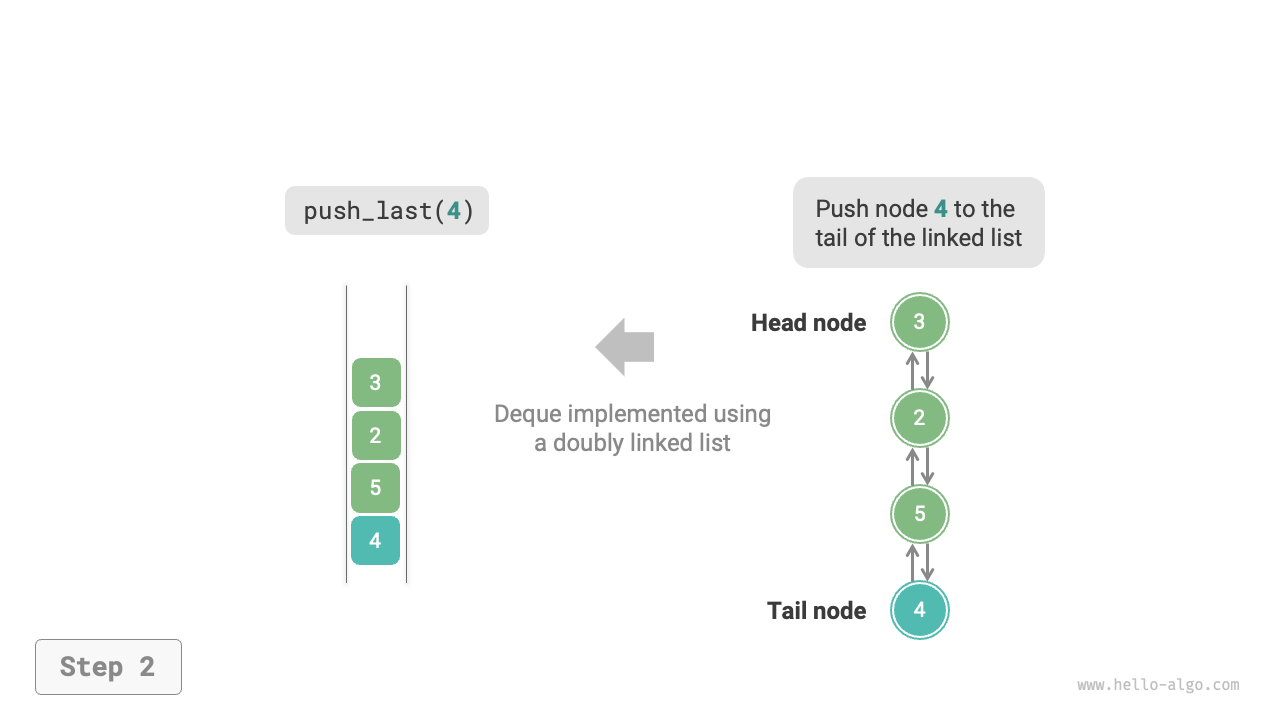 push_last(4)
Push node 4 to the
tail of the linked list
Head node
3
2
5
4
Deque implemented using
a doubly linked list
3
2
5
Tail node
4
Step 2
www.hello-algo.com